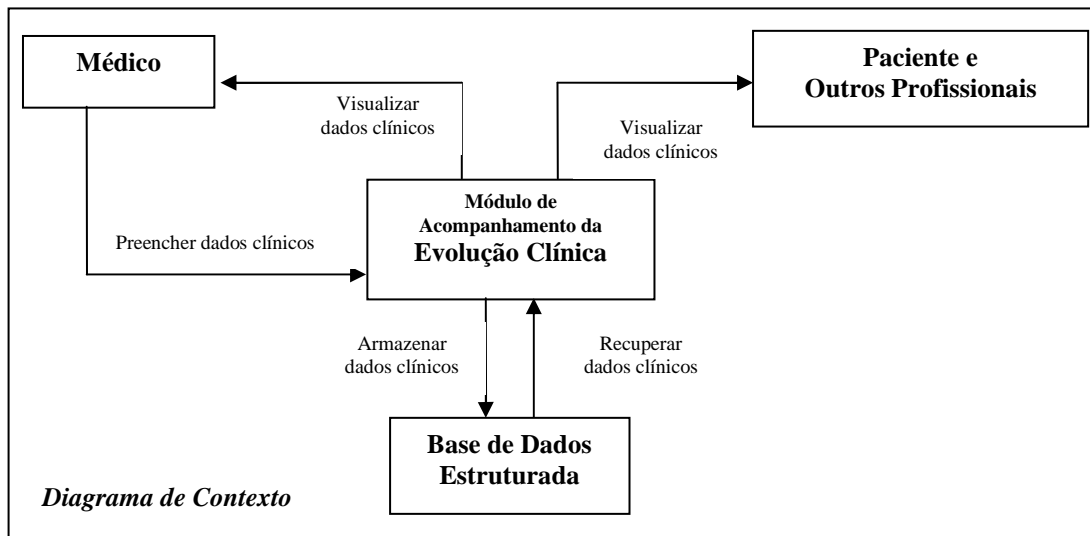 Médico
Paciente e
Outros Profissionais
Visualizar
dados clínicos
Visualizar
dados clínicos
Módulo de
Acompanhamento da
Evolução Clínica
Preencher dados clínicos
Armazenar
dados clínicos
Recuperar
dados clínicos
Base de Dados
Estruturada
Diagrama de Contexto